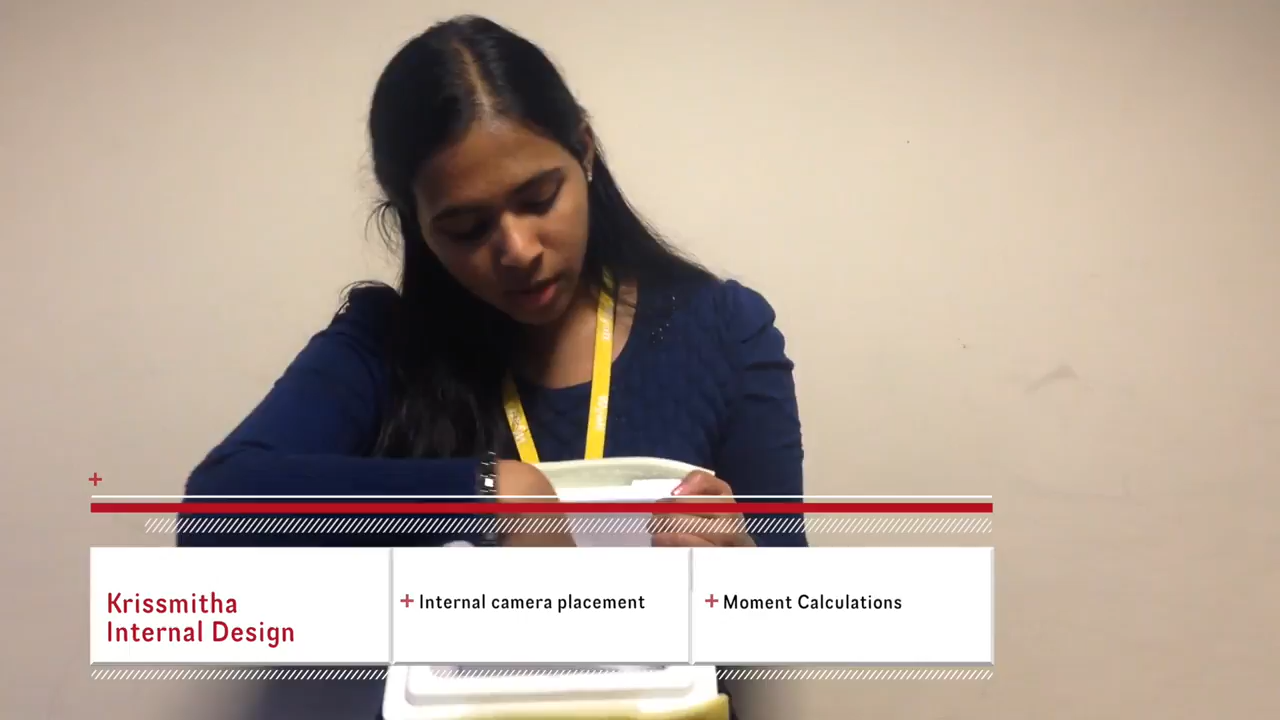 Krissmitha
Internal Design
+ Internal camera placement
+ Moment Calculations